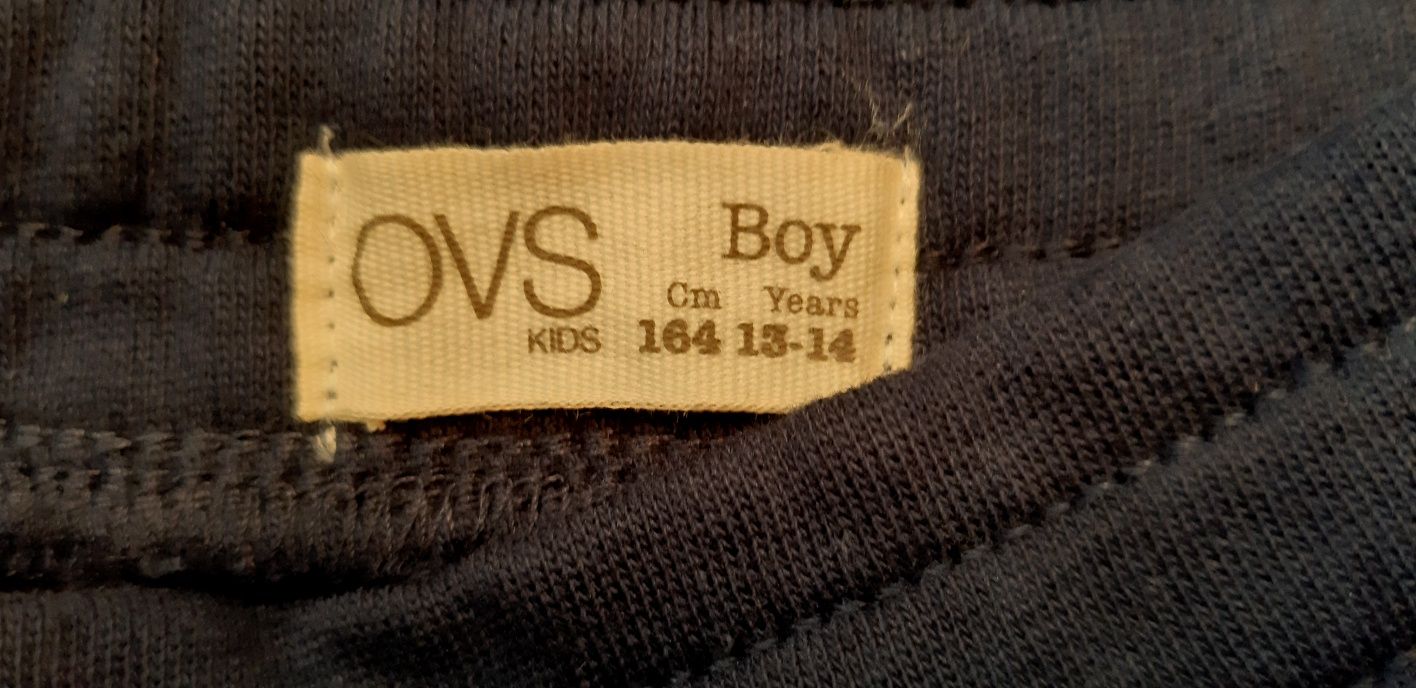 OVS
KIDS
Boy
Cm Years
164 13-14